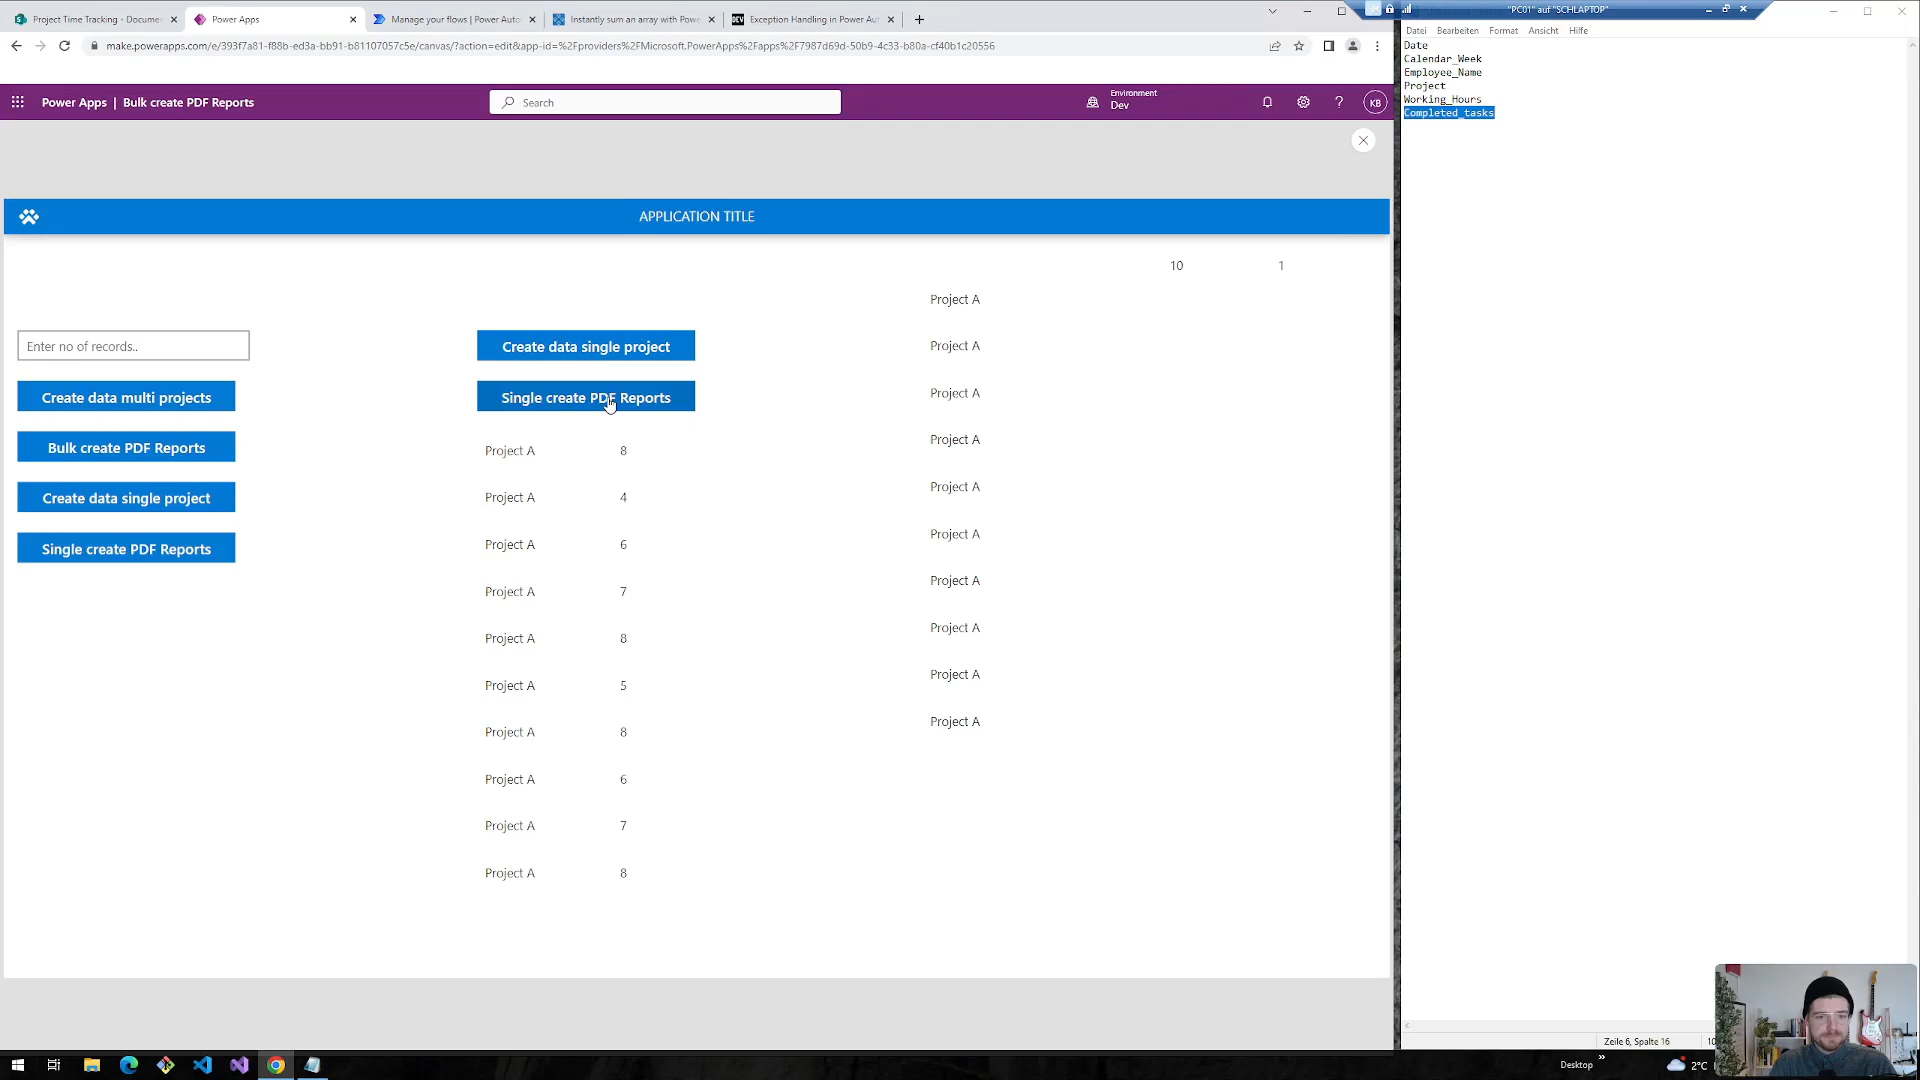 Project Time Tracking - Documen
Power Apps
Manage your flows | Power Auto
Instantly sum an array with Powe
DEV
Exception Handling in Power Aut
"PC01" auf "SCHLAPTOP"
make.powerapps.com/e/393f7a81-f88b-ed3a-bb91-b81107057c5e/canvas/?action=edit&app-id=%2Fproviders%2FMicrosoft.PowerApps%2Fapps%2F7987d69d-50b9-4c33-b80a-cf40b1c20556
Datei Bearbeiten Format Ansicht Hilfe
Date
Calendar_Week
Employee_Name
Project
Working_Hours
Completed_tasks
Power Apps | Bulk create PDF Reports
Search
Environment
Dev
KB
APPLICATION TITLE
10 1
Enter no of records..
Create data multi projects
Bulk create PDF Reports
Create data single project
Single create PDF Reports
Create data single project
Single create PDF Reports
Project A 8
Project A 4
Project A 6
Project A 7
Project A 8
Project A 5
Project A 8
Project A 6
Project A 7
Project A 8
Project A
Project A
Project A
Project A
Project A
Project A
Project A
Project A
Project A
Project A
Zeile 6, Spalte 16
10
Desktop
2°C